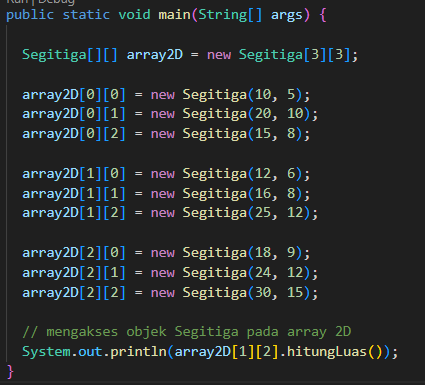 Run | Debug
public static void main(String[] args) {
Segitiga[][] array2D = new Segitiga[3][3];
array2D[0][0] = new Segitiga(10, 5);
array2D[0][1] = new Segitiga(20, 10);
array2D[0][2] = new Segitiga(15, 8);
array2D[1][0] = new Segitiga(12, 6);
array2D[1][1] = new Segitiga(16, 8);
array2D[1][2] = new Segitiga(25, 12);
array2D[2][0] = new Segitiga(18, 9);
array2D[2][1] = new Segitiga(24, 12);
array2D[2][2] = new Segitiga(30, 15);
// mengakses objek Segitiga pada array 2D
System.out.println(array2D[1][2].hitungLuas());
}